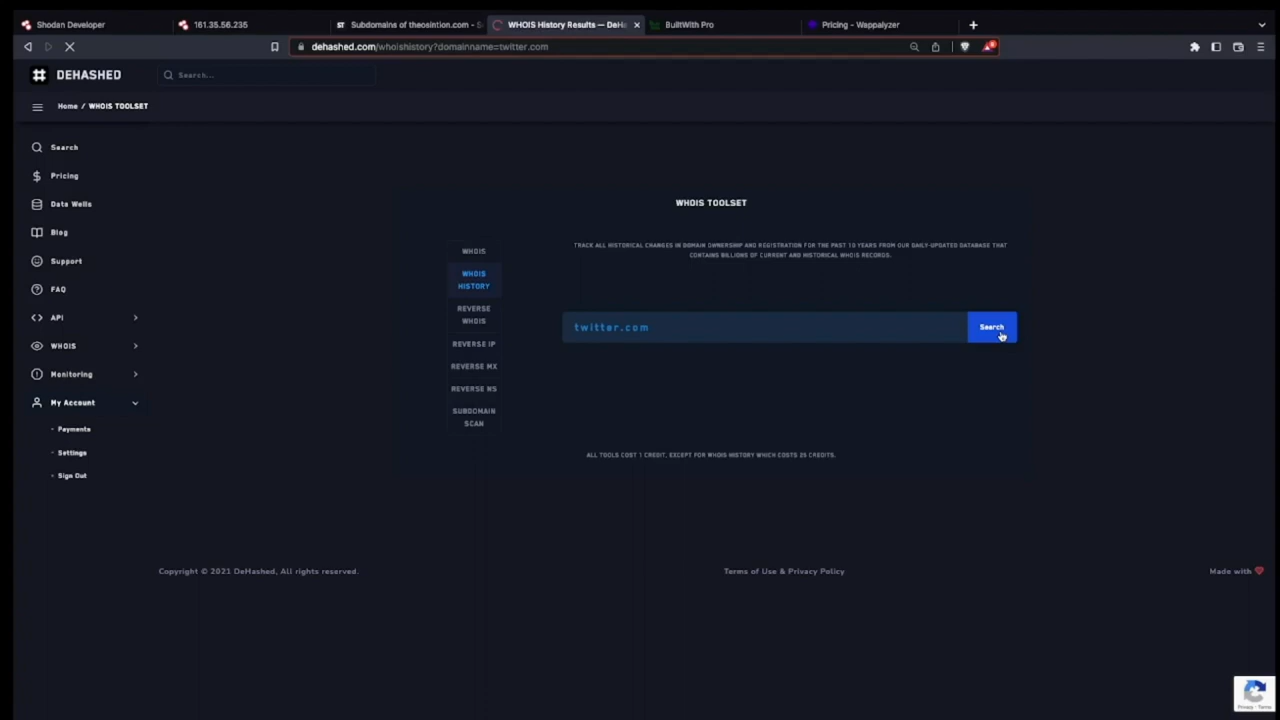 Shodan Developer
161.35.56.235
ST Subdomains of theosintion.com - S
WHOIS History Results — DeHa
BuiltWith Pro
Pricing - Wappalyzer
dehashed.com/whoishistory?domainname=twitter.com
DEHASHED
Search...
Home / WHOIS TOOLSET
Search
Pricing
Data Wells
Blog
Support
FAQ
API
WHOIS
Monitoring
My Account
Payments
Settings
Sign Out
WHOIS TOOLSET
TRACK ALL HISTORICAL CHANGES IN DOMAIN OWNERSHIP AND REGISTRATION FOR THE PAST 10 YEARS FROM OUR DAILY-UPDATED DATABASE THAT
CONTAINS BILLIONS OF CURRENT AND HISTORICAL WHOIS RECORDS.
WHOIS
WHOIS
HISTORY
REVERSE
WHOIS
REVERSE IP
REVERSE MX
REVERSE NS
SUBDOMAIN
SCAN
twitter.com
Search
ALL TOOLS COST 1 CREDIT, EXCEPT FOR WHOIS HISTORY WHICH COSTS 25 CREDITS.
Copyright © 2021 DeHashed, All rights reserved.
Terms of Use & Privacy Policy
Made with
Privacy - Terms